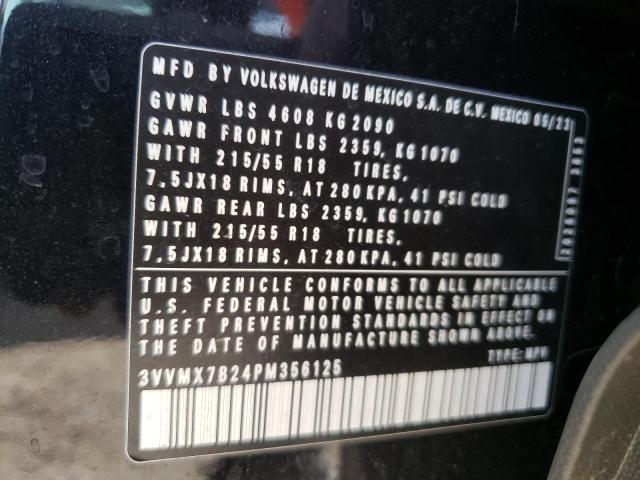 MFD BY VOLKSWAGEN DE MEXICO S.A. DE C.V. MEXICO 05/23
GVWR LBS 4608 KG 2090
GAWR FRONT LBS 2359, KG 1070
WITH 215/55 R18 TIRES,
7.5JX18 RIMS, AT 280 KPA, 41 PSI COLD
GAWR REAR LBS 2359, KG 1070
WITH 215/55 R18 TIRES,
7.5JX18 RIMS, AT 280 KPA, 41 PSI COLD
THIS VEHICLE CONFORMS TO ALL APPLICABLE
U.S. FEDERAL MOTOR VEHICLE SAFETY AND
THEFT PREVENTION STANDARDS IN EFFECT ON
THE DATE OF MANUFACTURE SHOWN ABOVE.
3VVMX7B24PM356125 TYPE: MPV